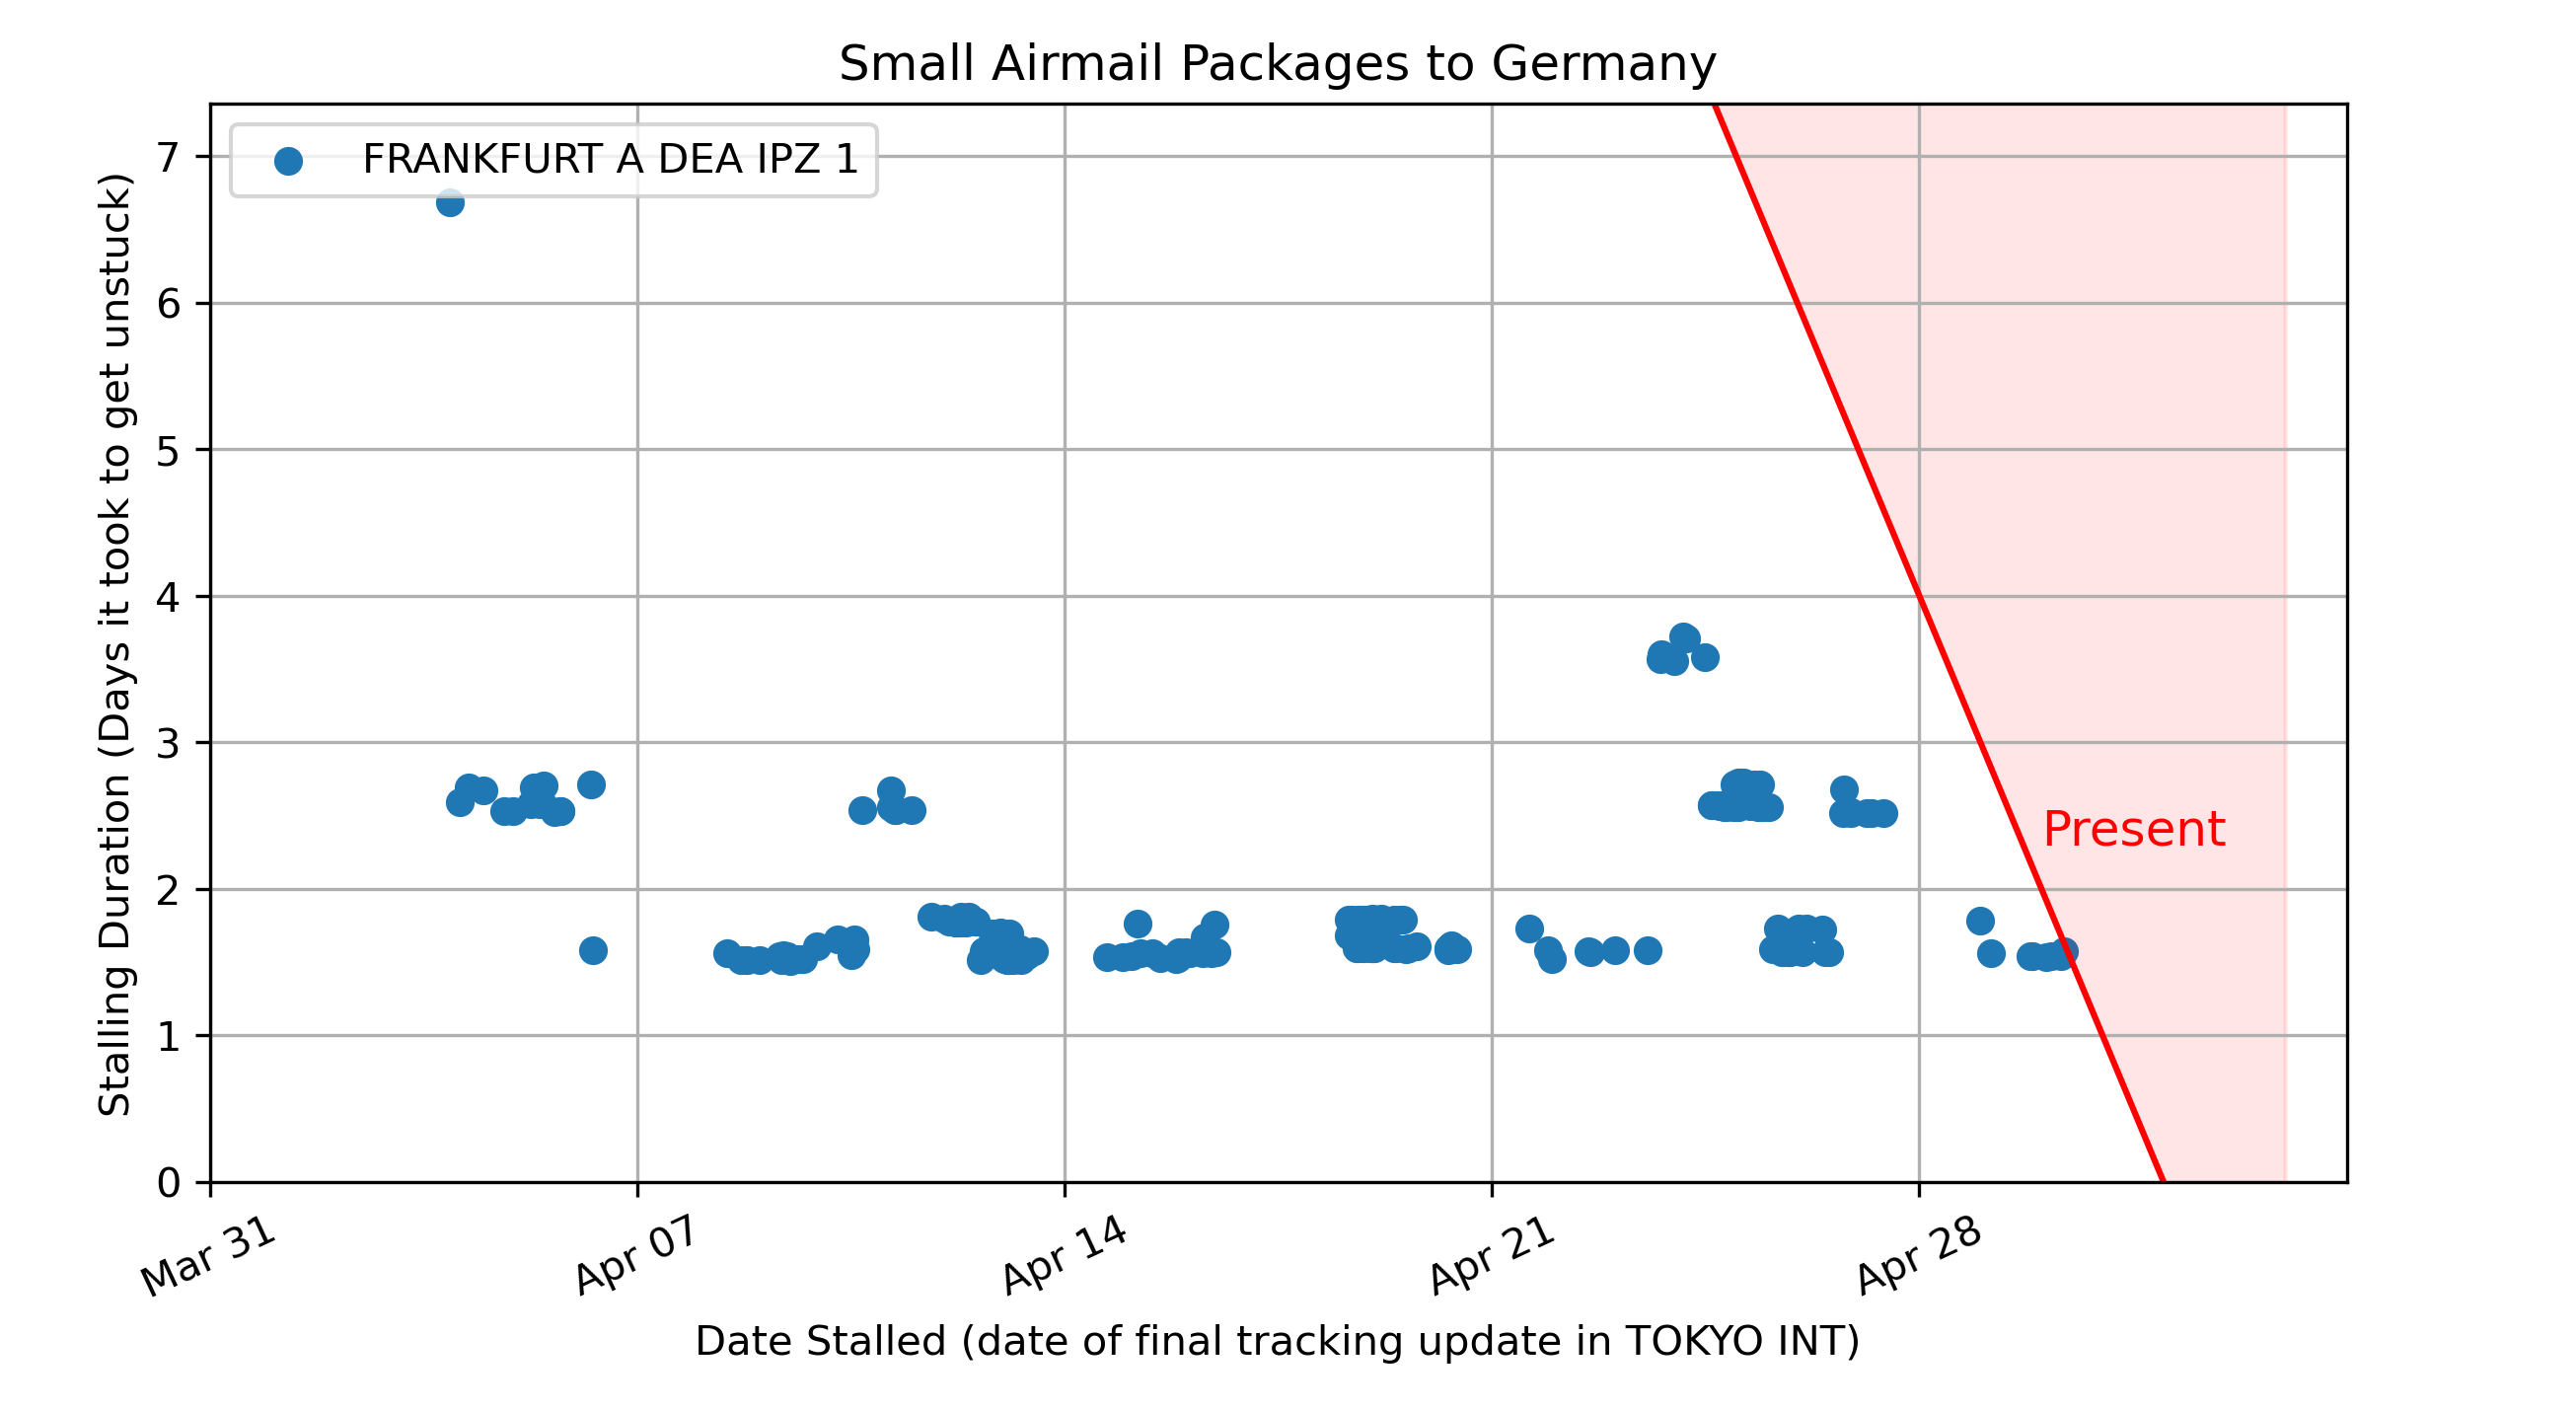 Small Airmail Packages to Germany
FRANKFURT A DEA IPZ 1
Stalling Duration (Days it took to get unstuck)
7
6
5
4
3
2
1
0
Present
Mar 31
Apr 07
Apr 14
Apr 21
Apr 28
Date Stalled (date of final tracking update in TOKYO INT)